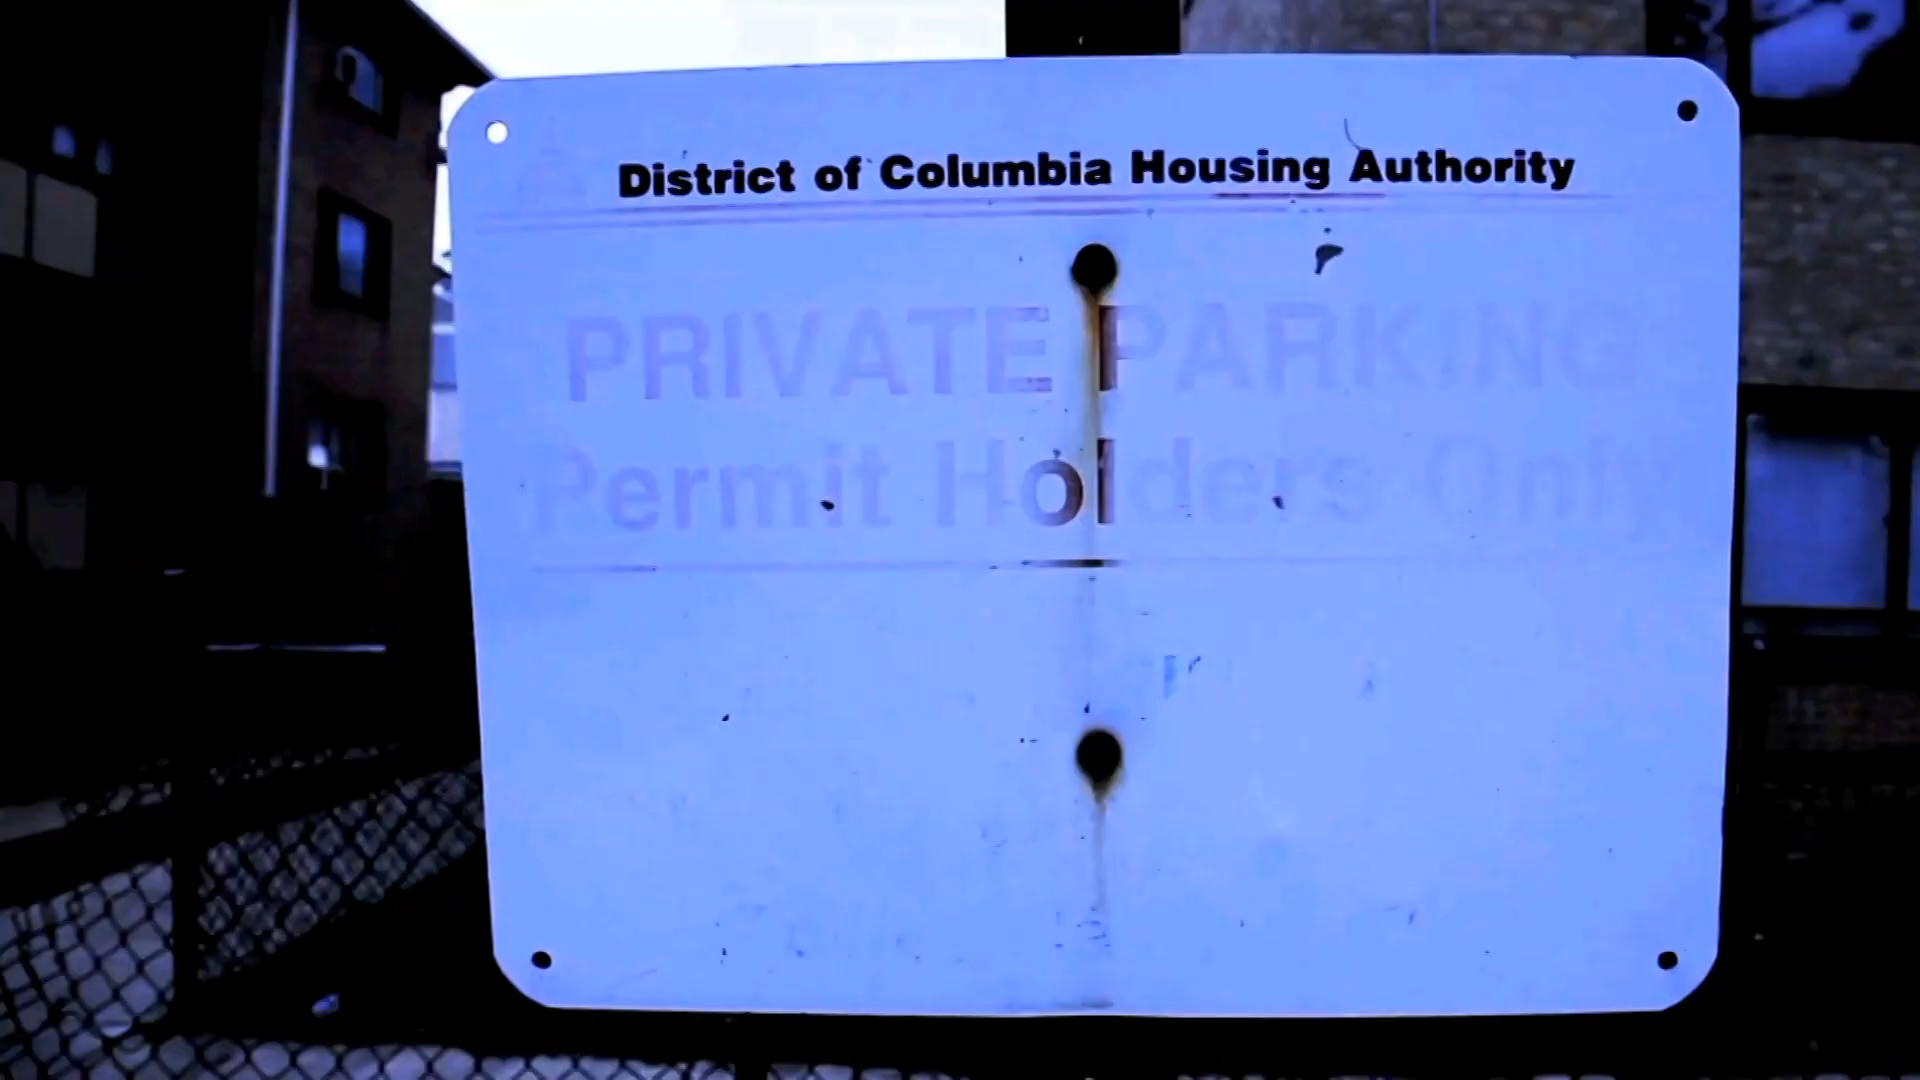 District of Columbia Housing Authority
PRIVATE PARKING
Permit Holders Only